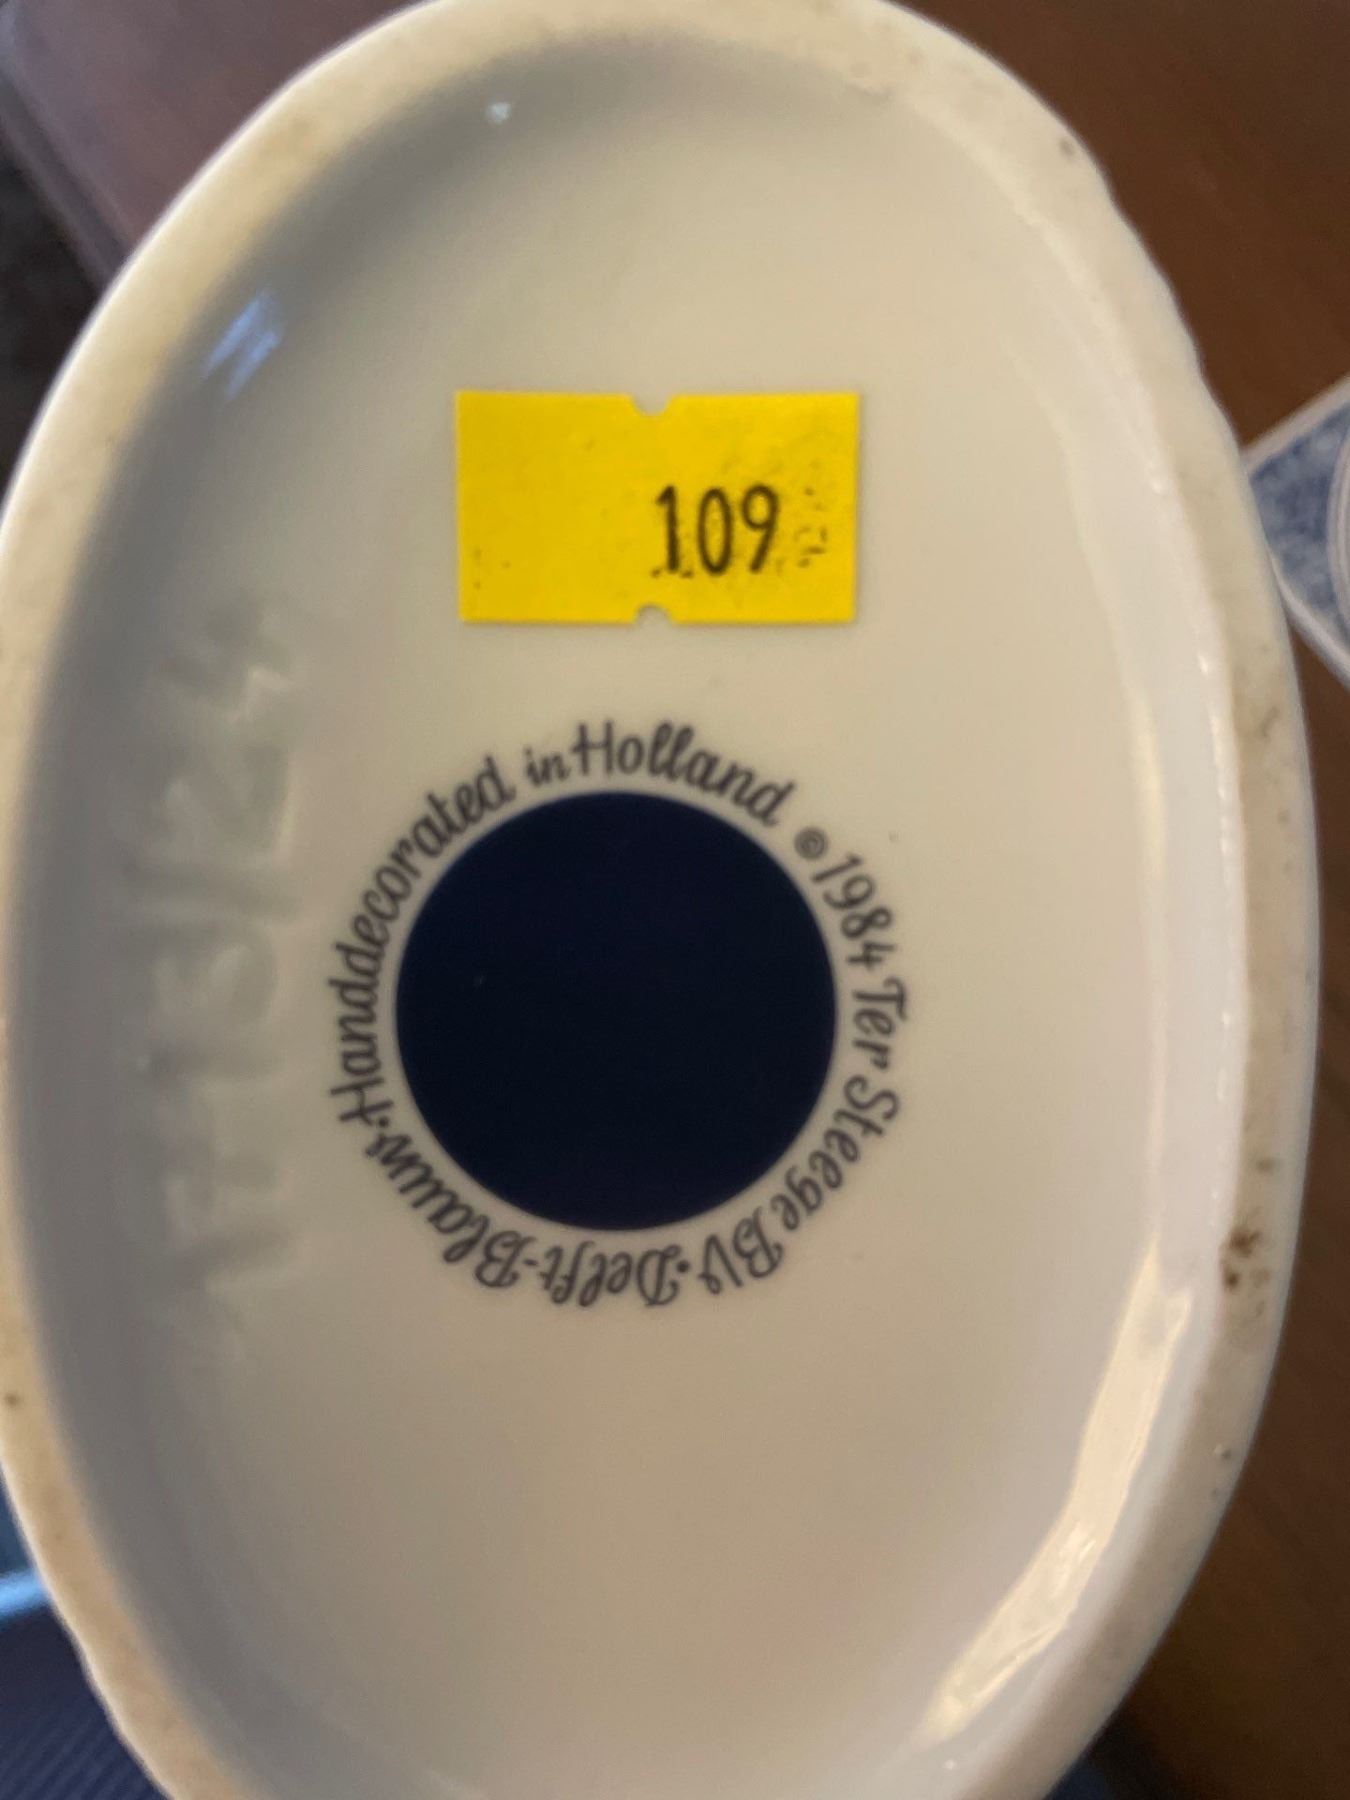 109
Delft-Blauw. Handdecorated in Holland © 1984 Ter Steege BV.